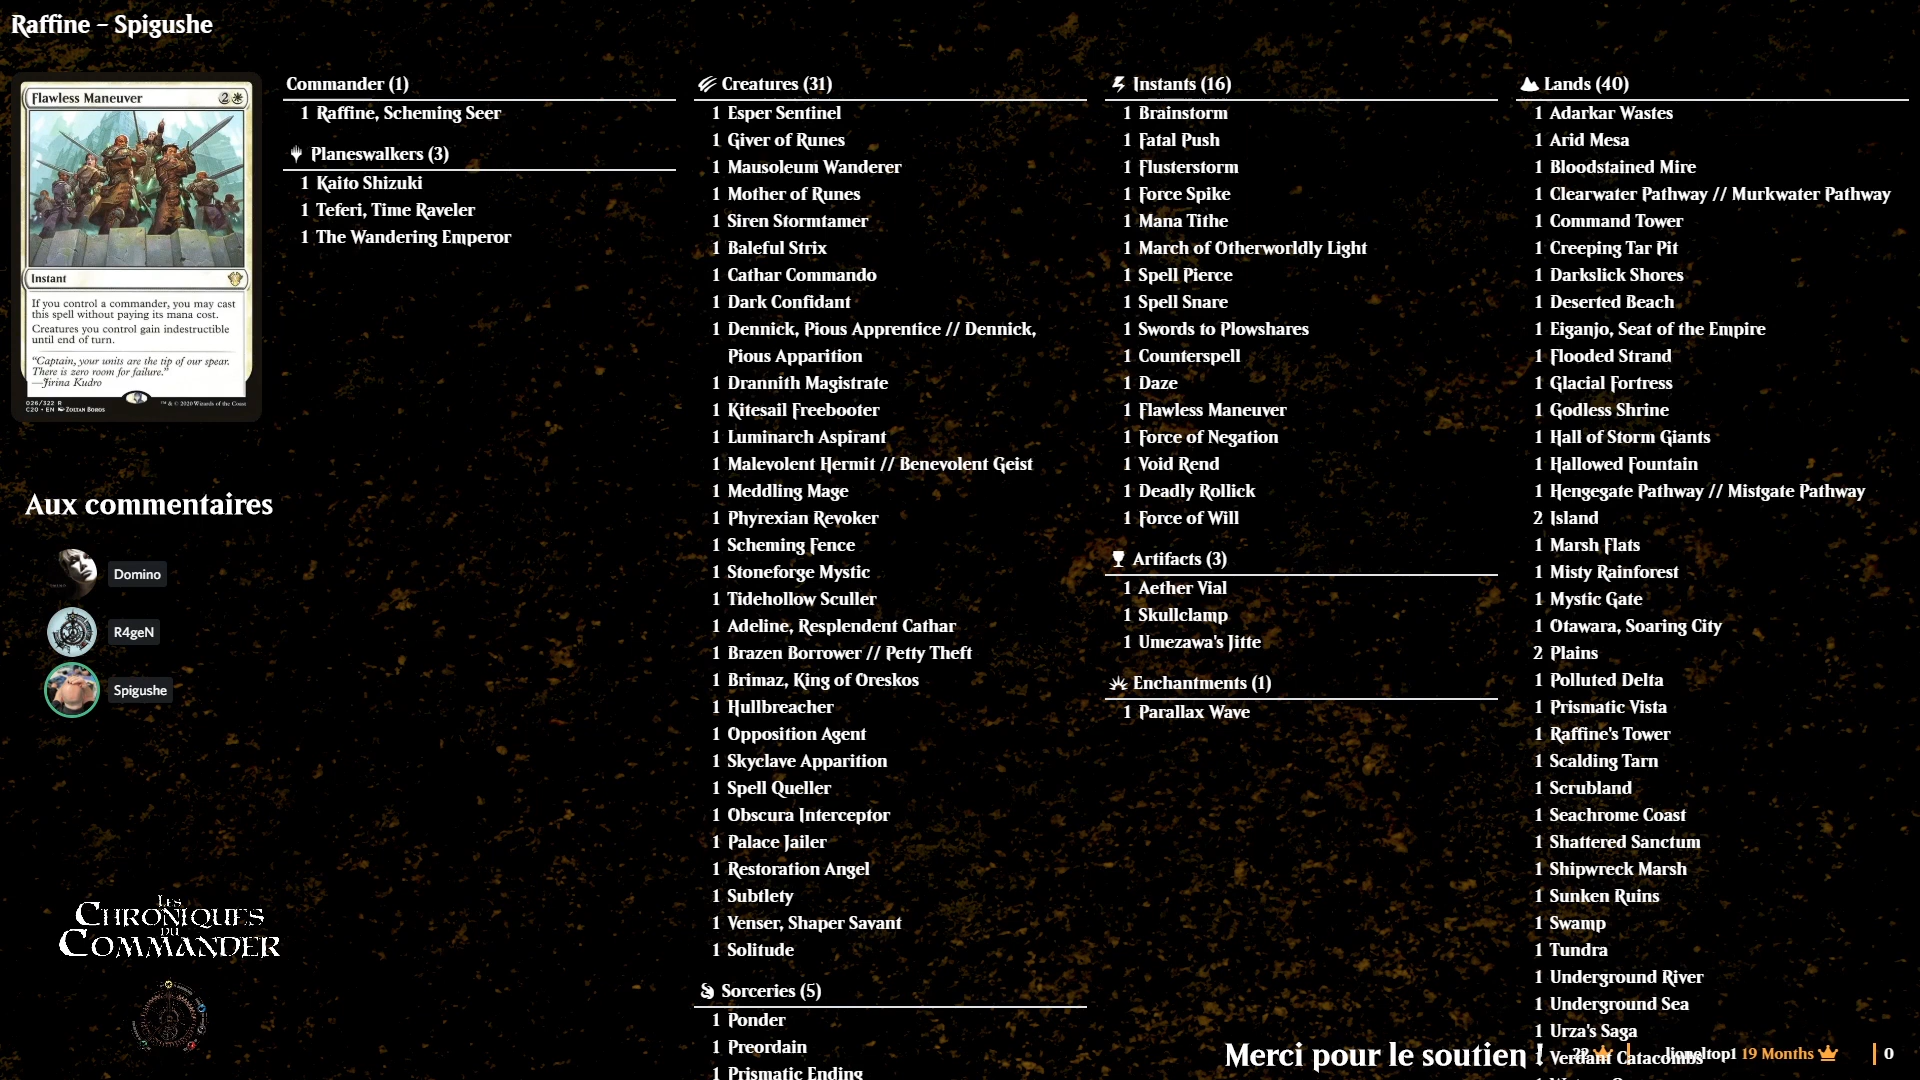 Raffine – Spigushe
Flawless Maneuver 2
Instant
If you control a commander, you may cast
this spell without paying its mana cost.
Creatures you control gain indestructible
until end of turn.
“Captain, your units are the tip of our spear.
There is zero room for failure.”
—Jirina Kudro
026/322 R
C20 • EN Zoltan Boros
™ & © 2020 Wizards of the Coast
Aux commentaires
Domino
R4geN
Spigushe
Les
Chroniques
du
Commander
Commander (1)
1 Raffine, Scheming Seer
Planeswalkers (3)
1 Kaito Shizuki
1 Teferi, Time Raveler
1 The Wandering Emperor
Creatures (31)
1 Esper Sentinel
1 Giver of Runes
1 Mausoleum Wanderer
1 Mother of Runes
1 Siren Stormtamer
1 Baleful Strix
1 Cathar Commando
1 Dark Confidant
1 Dennick, Pious Apprentice // Dennick,
Pious Apparition
1 Drannith Magistrate
1 Kitesail Freebooter
1 Luminarch Aspirant
1 Malevolent Hermit // Benevolent Geist
1 Meddling Mage
1 Phyrexian Revoker
1 Scheming Fence
1 Stoneforge Mystic
1 Tidehollow Sculler
1 Adeline, Resplendent Cathar
1 Brazen Borrower // Petty Theft
1 Brimaz, King of Oreskos
1 Hullbreacher
1 Opposition Agent
1 Skyclave Apparition
1 Spell Queller
1 Obscura Interceptor
1 Palace Jailer
1 Restoration Angel
1 Subtlety
1 Venser, Shaper Savant
1 Solitude
Sorceries (5)
1 Ponder
1 Preordain
1 Prismatic Ending
Instants (16)
1 Brainstorm
1 Fatal Push
1 Flusterstorm
1 Force Spike
1 Mana Tithe
1 March of Otherworldly Light
1 Spell Pierce
1 Spell Snare
1 Swords to Plowshares
1 Counterspell
1 Daze
1 Flawless Maneuver
1 Force of Negation
1 Void Rend
1 Deadly Rollick
1 Force of Will
Artifacts (3)
1 Aether Vial
1 Skullclamp
1 Umezawa's Jitte
Enchantments (1)
1 Parallax Wave
Lands (40)
1 Adarkar Wastes
1 Arid Mesa
1 Bloodstained Mire
1 Clearwater Pathway // Murkwater Pathway
1 Command Tower
1 Creeping Tar Pit
1 Darkslick Shores
1 Deserted Beach
1 Eiganjo, Seat of the Empire
1 Flooded Strand
1 Glacial Fortress
1 Godless Shrine
1 Hall of Storm Giants
1 Hallowed Fountain
1 Hengegate Pathway // Mistgate Pathway
2 Island
1 Marsh Flats
1 Misty Rainforest
1 Mystic Gate
1 Otawara, Soaring City
2 Plains
1 Polluted Delta
1 Prismatic Vista
1 Raffine's Tower
1 Scalding Tarn
1 Scrubland
1 Seachrome Coast
1 Shattered Sanctum
1 Shipwreck Marsh
1 Sunken Ruins
1 Swamp
1 Tundra
1 Underground River
1 Underground Sea
1 Urza's Saga
1 Verdant Catacombs
Merci pour le soutien !
lioneltop1 19 Months
0